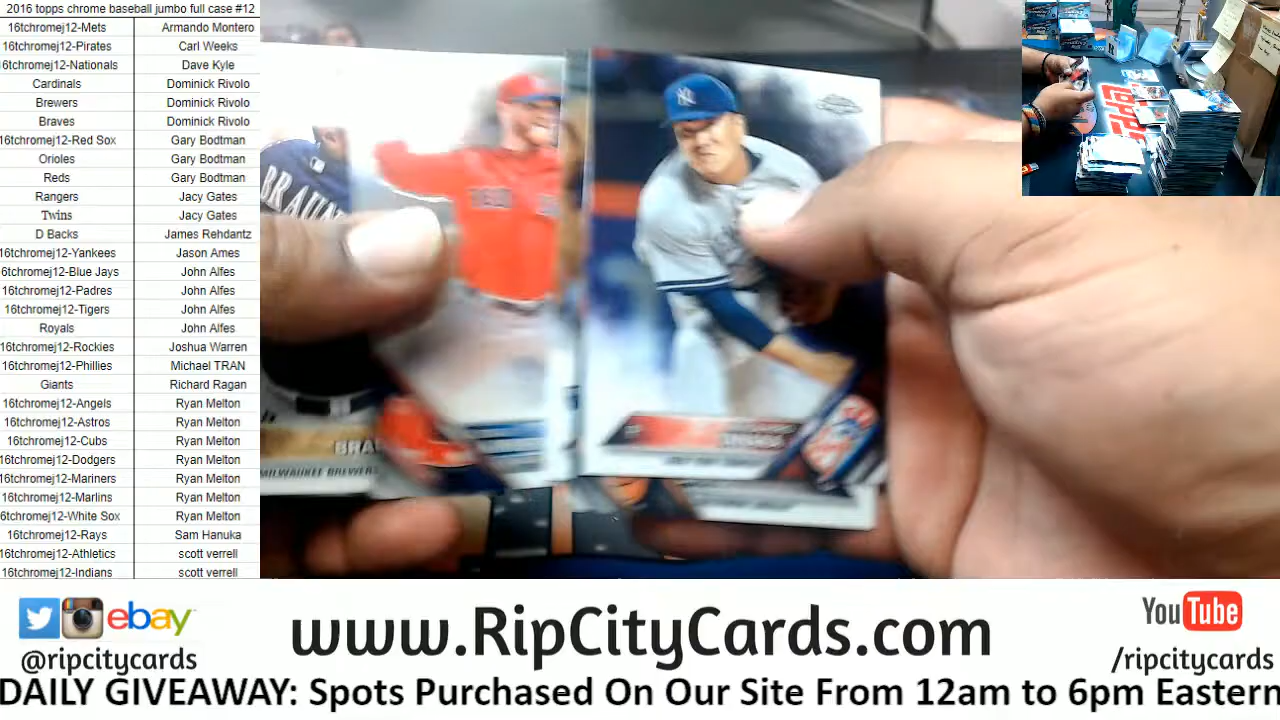 2016 topps chrome baseball jumbo full case #12
16tchromej12-Mets Armando Montero
16tchromej12-Pirates Carl Weeks
16tchromej12-Nationals Dave Kyle
Cardinals Dominick Rivolo
Brewers Dominick Rivolo
Braves Dominick Rivolo
16tchromej12-Red Sox Gary Bodtman
Orioles Gary Bodtman
Reds Gary Bodtman
Rangers Jacy Gates
Twins Jacy Gates
D Backs James Rehdantz
16tchromej12-Yankees Jason Ames
6tchromej12-Blue Jays John Alfes
16tchromej12-Padres John Alfes
16tchromej12-Tigers John Alfes
Royals John Alfes
16tchromej12-Rockies Joshua Warren
16tchromej12-Phillies Michael TRAN
Giants Richard Ragan
16tchromej12-Angels Ryan Melton
16tchromej12-Astros Ryan Melton
16tchromej12-Cubs Ryan Melton
16tchromej12-Dodgers Ryan Melton
16tchromej12-Mariners Ryan Melton
16tchromej12-Marlins Ryan Melton
6tchromej12-White Sox Ryan Melton
16tchromej12-Rays Sam Hanuka
16tchromej12-Athletics scott verrell
16tchromej12-Indians scott verrell
BRAUN
BRA
MILWAUKEE BREWERS
NY
ebay
@ripcitycards
www.RipCityCards.com
YouTube
/ripcitycards
DAILY GIVEAWAY: Spots Purchased On Our Site From 12am to 6pm Eastern